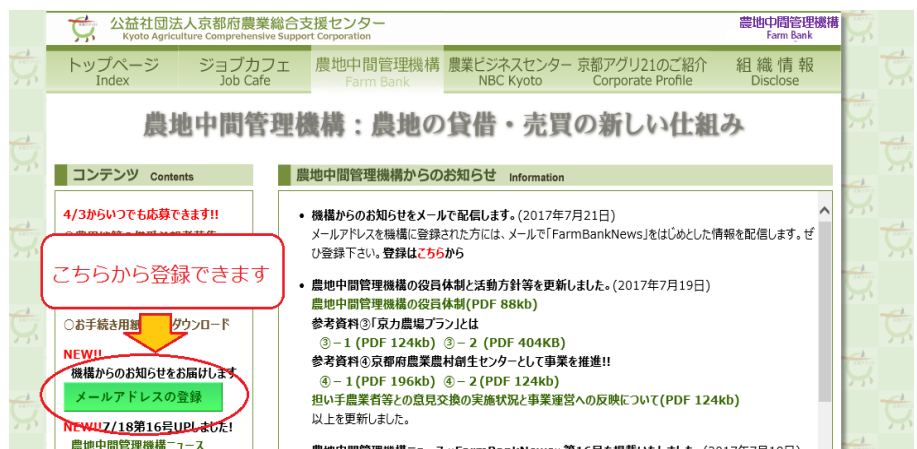 公益社団法人京都府農業総合支援センター
Kyoto Agriculture Comprehensive Support Corporation
農地中間管理機構
Farm Bank
トップページ
Index
ジョブカフェ
Job Cafe
農地中間管理機構
Farm Bank
農業ビジネスセンター
NBC Kyoto
京都アグリ21のご紹介
Corporate Profile
組織情報
Disclose
農地中間管理機構：農地の貸借・売買の新しい仕組み
コンテンツ Contents
4/3からいつでも応募できます!!
こちらから登録できます
○お手続き用紙 ダウンロード
NEW!!
機構からのお知らせをお届けします
メールアドレスの登録
NEW!!7/18第16号UPしました!
農地中間管理機構ニュース
農地中間管理機構からのお知らせ Information
• 機構からのお知らせをメールで配信します。(2017年7月21日)
メールアドレスを機構に登録された方には、メールで「FarmBankNews」をはじめとした情報を配信します。ぜ
ひ登録下さい。登録はこちらから
• 農地中間管理機構の役員体制と活動方針等を更新しました。(2017年7月19日)
農地中間管理機構の役員体制(PDF 88kb)
参考資料③「京力農場プラン」とは
③－1 (PDF 124kb) ③－2 (PDF 404KB)
参考資料④京都府農業農村創生センターとして事業を推進!!
④－1 (PDF 196kb) ④－2 (PDF 124kb)
担い手農業者等との意見交換の実施状況と事業運営への反映について(PDF 124kb)
以上を更新しました。